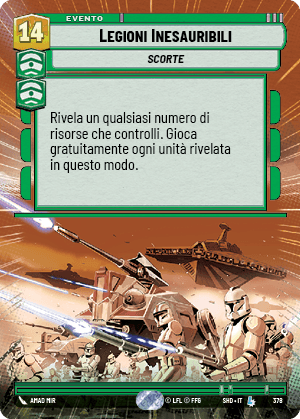 EVENTO
14
LEGIONI INESAURIBILI
SCORTE
Rivela un qualsiasi numero di
risorse che controlli. Gioca
gratuitamente ogni unità rivelata
in questo modo.
AMAD MIR
© LFL © FFG
SHD • IT
378